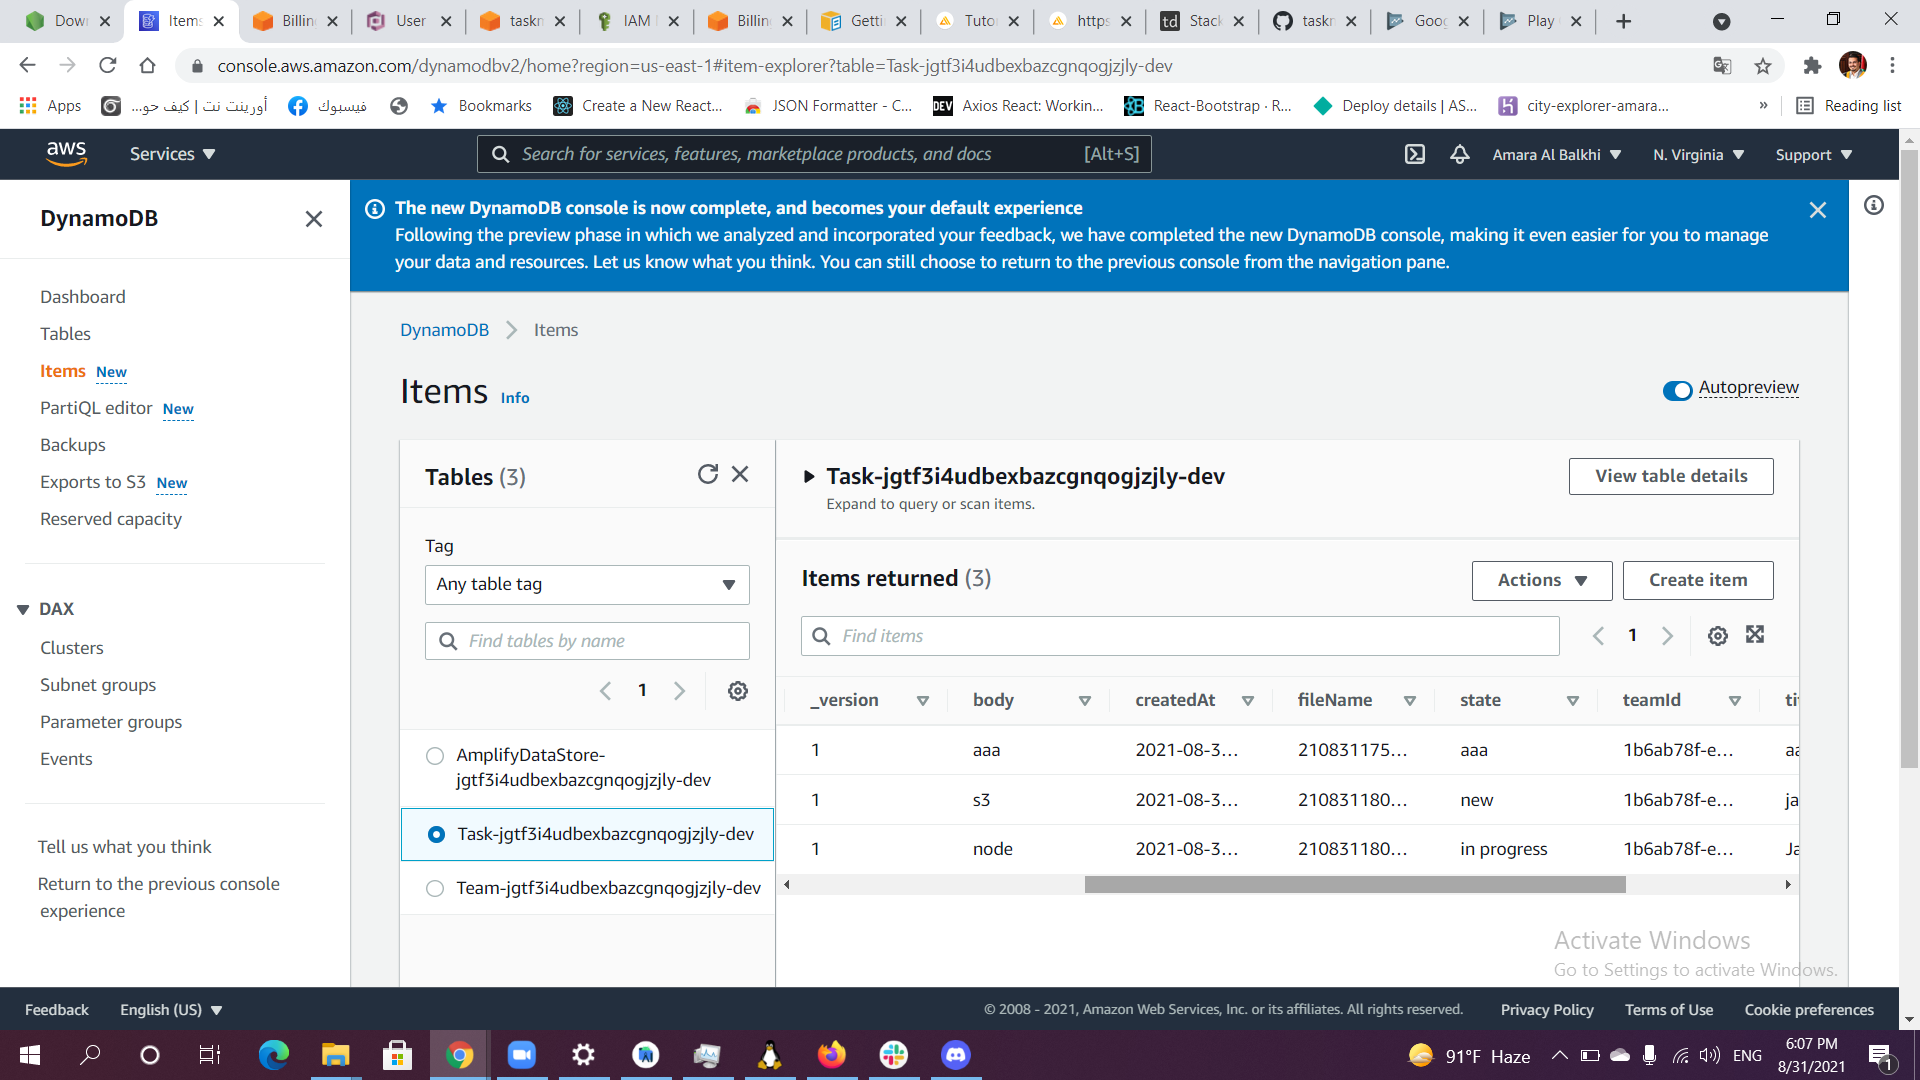 Dow
Items
Billin
User
taskn
IAM
Billin
Getti
Tuto
https
td
Stack
taskn
Goog
Play
console.aws.amazon.com/dynamodbv2/home?region=us-east-1#item-explorer?table=Task-jgtf3i4udbexbazcgnqogjzjly-dev
Apps
أورينت نت | كيف حو...
فيسبوك
Bookmarks
Create a New React...
JSON Formatter - C...
DEV
Axios React: Workin...
React-Bootstrap · R...
Deploy details | AS...
city-explorer-amara...
»
Reading list
aws
Services
Search for services, features, marketplace products, and docs
[Alt+S]
Amara Al Balkhi
N. Virginia
Support
DynamoDB
The new DynamoDB console is now complete, and becomes your default experience
Following the preview phase in which we analyzed and incorporated your feedback, we have completed the new DynamoDB console, making it even easier for you to manage
your data and resources. Let us know what you think. You can still choose to return to the previous console from the navigation pane.
Dashboard
Tables
Items New
PartiQL editor New
Backups
Exports to S3 New
Reserved capacity
DAX
Clusters
Subnet groups
Parameter groups
Events
Tell us what you think
Return to the previous console
experience
DynamoDB
Items
Items Info
Autopreview
Tables (3)
Tag
Any table tag
Find tables by name
1
AmplifyDataStore-
jgtf3i4udbexbazcgnqogjzjly-dev
Task-jgtf3i4udbexbazcgnqogjzjly-dev
Team-jgtf3i4udbexbazcgnqogjzjly-dev
Task-jgtf3i4udbexbazcgnqogjzjly-dev
Expand to query or scan items.
View table details
Items returned (3)
Actions
Create item
Find items
1
_version body createdAt fileName state teamId ti
1 aaa 2021-08-3... 210831175... aaa 1b6ab78f-e... aa
1 s3 2021-08-3... 210831180... new 1b6ab78f-e... ja
1 node 2021-08-3... 210831180... in progress 1b6ab78f-e... Ja
Activate Windows
Go to Settings to activate Windows.
Feedback
English (US)
© 2008 - 2021, Amazon Web Services, Inc. or its affiliates. All rights reserved.
Privacy Policy
Terms of Use
Cookie preferences
91°F Haze
ENG
6:07 PM
8/31/2021
1